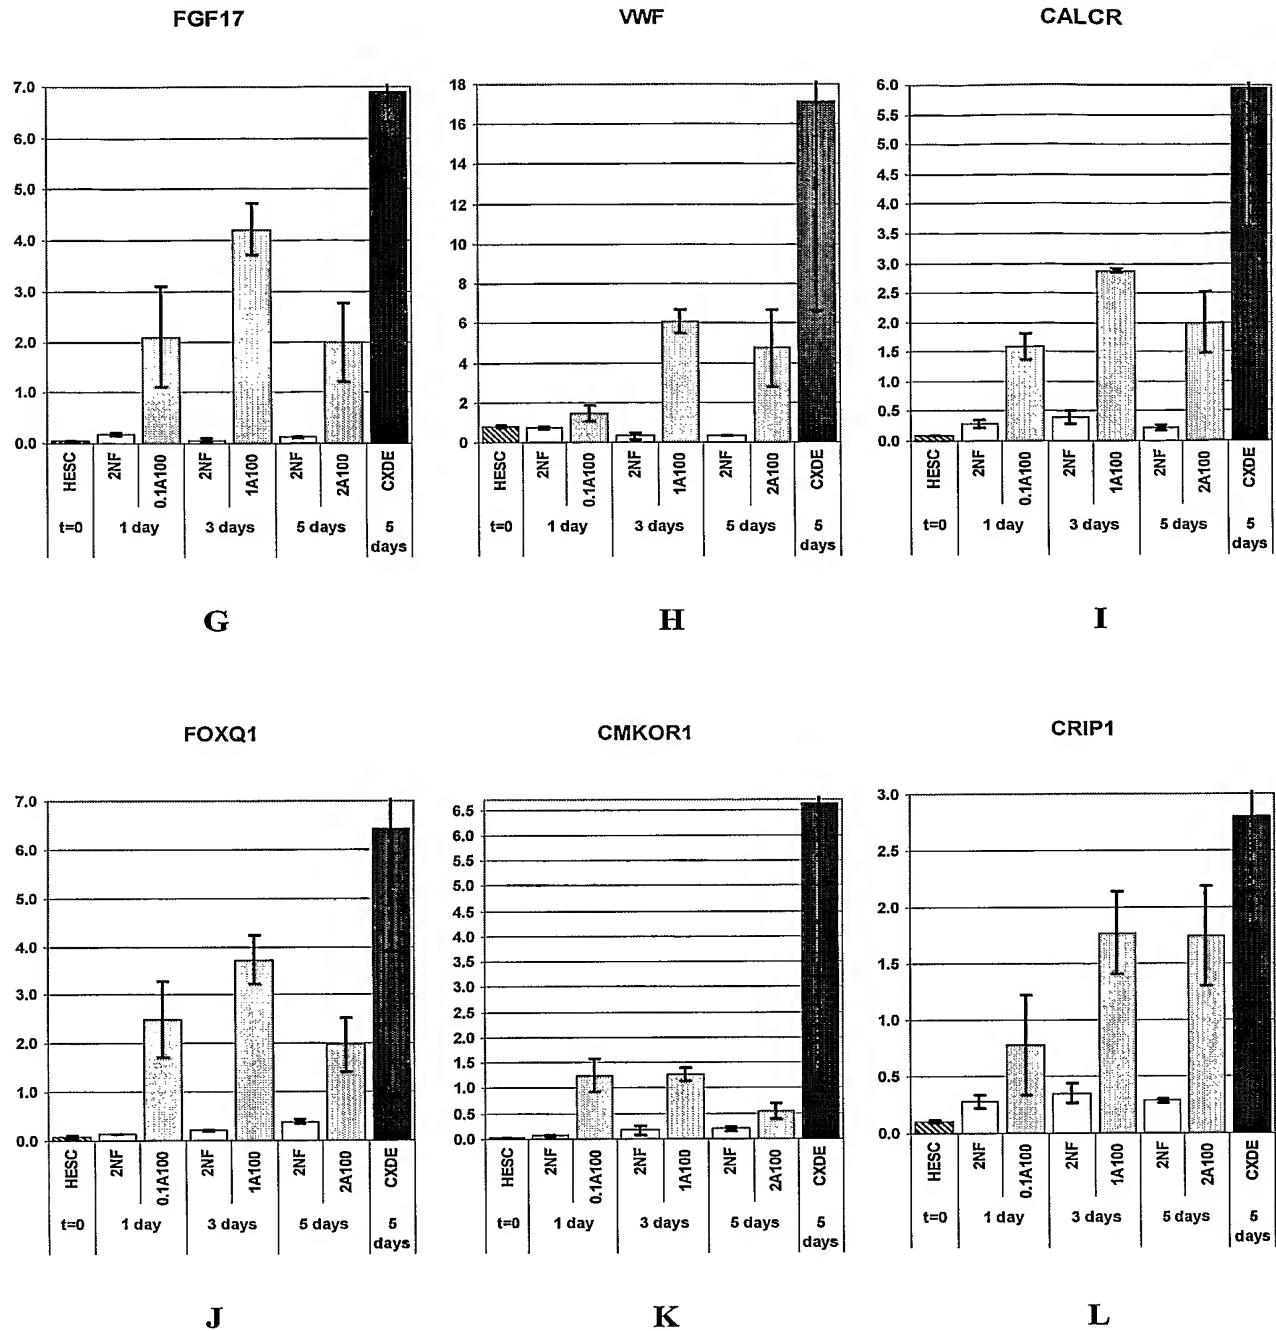 FGF17
7.0
6.0
5.0
4.0
3.0
2.0
1.0
0.0
HESC 2NF 0.1A100 2NF 1A100 2NF 2A100 CXDE
t=0 1 day 3 days 5 days 5
days
G
VWF
18
16
14
12
10
8
6
4
2
0
HESC 2NF 0.1A100 2NF 1A100 2NF 2A100 CXDE
t=0 1 day 3 days 5 days 5
days
H
CALCR
6.0
5.5
5.0
4.5
4.0
3.5
3.0
2.5
2.0
1.5
1.0
0.5
0.0
HESC 2NF 0.1A100 2NF 1A100 2NF 2A100 CXDE
t=0 1 day 3 days 5 days 5
days
I
FOXQ1
7.0
6.0
5.0
4.0
3.0
2.0
1.0
0.0
HESC 2NF 0.1A100 2NF 1A100 2NF 2A100 CXDE
t=0 1 day 3 days 5 days 5
days
J
CMKOR1
6.5
6.0
5.5
5.0
4.5
4.0
3.5
3.0
2.5
2.0
1.5
1.0
0.5
0.0
HESC 2NF 0.1A100 2NF 1A100 2NF 2A100 CXDE
t=0 1 day 3 days 5 days 5
days
K
CRIP1
3.0
2.5
2.0
1.5
1.0
0.5
0.0
HESC 2NF 0.1A100 2NF 1A100 2NF 2A100 CXDE
t=0 1 day 3 days 5 days 5
days
L